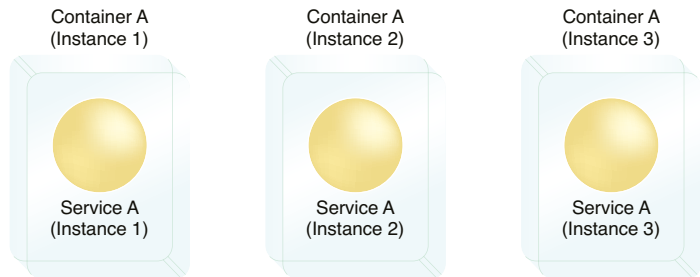 Container A
(Instance 1)
Container A
(Instance 2)
Container A
(Instance 3)
Service A
(Instance 1)
Service A
(Instance 2)
Service A
(Instance 3)